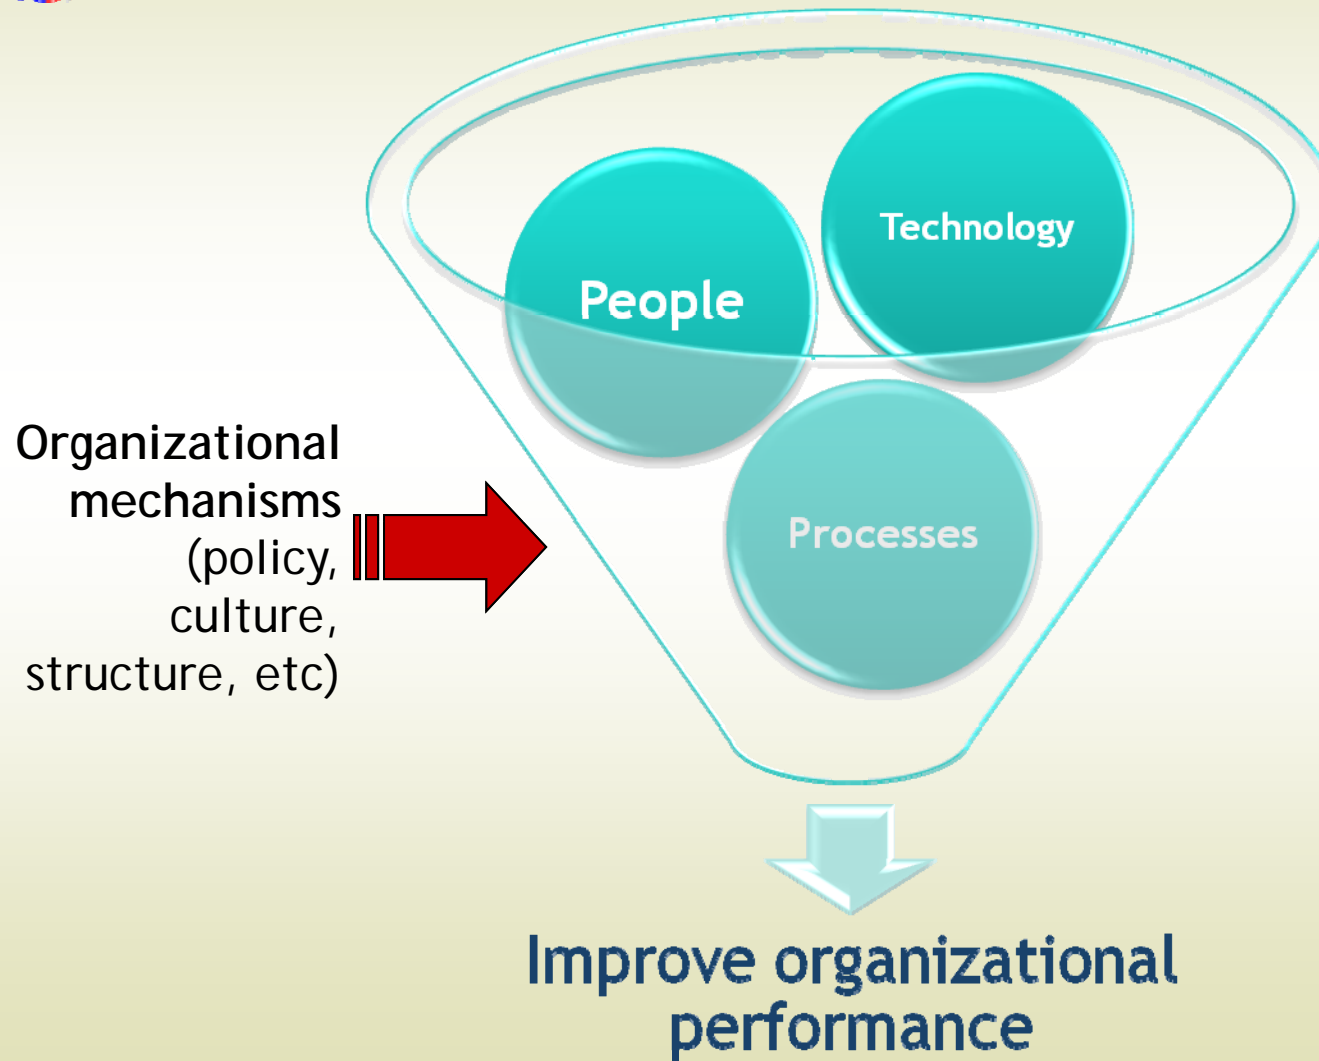 Technology
People
Processes
Organizational
mechanisms
(policy,
culture,
structure, etc)
Improve organizational
performance